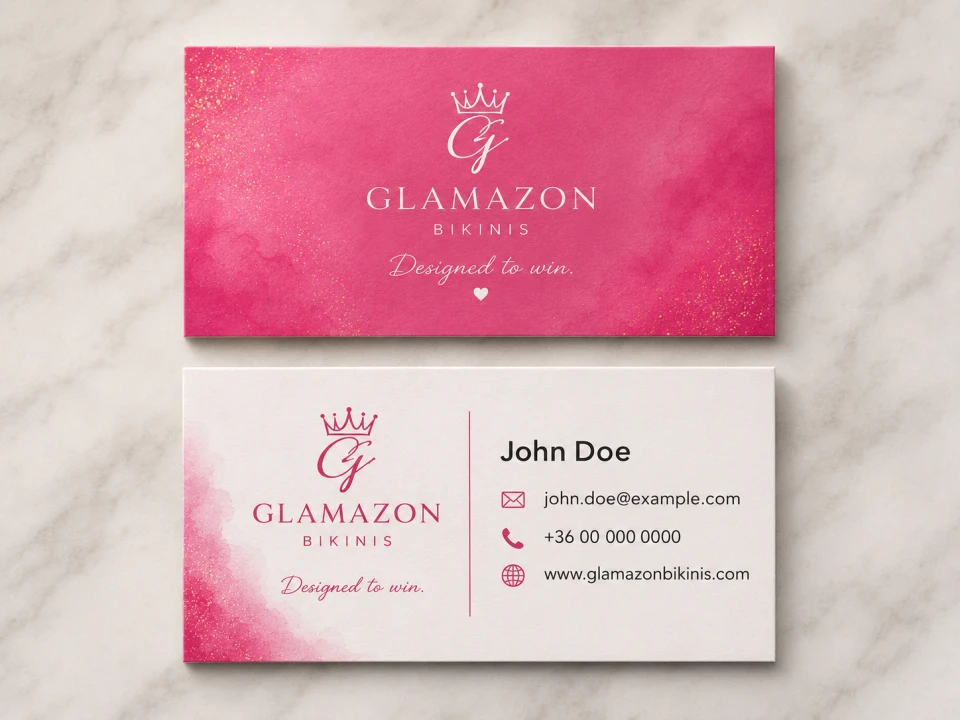 G
GLAMAZON
BIKINIS
Designed to win.
G
GLAMAZON
BIKINIS
Designed to win.
John Doe
john.doe@example.com
+36 00 000 0000
www.glamazonbikinis.com